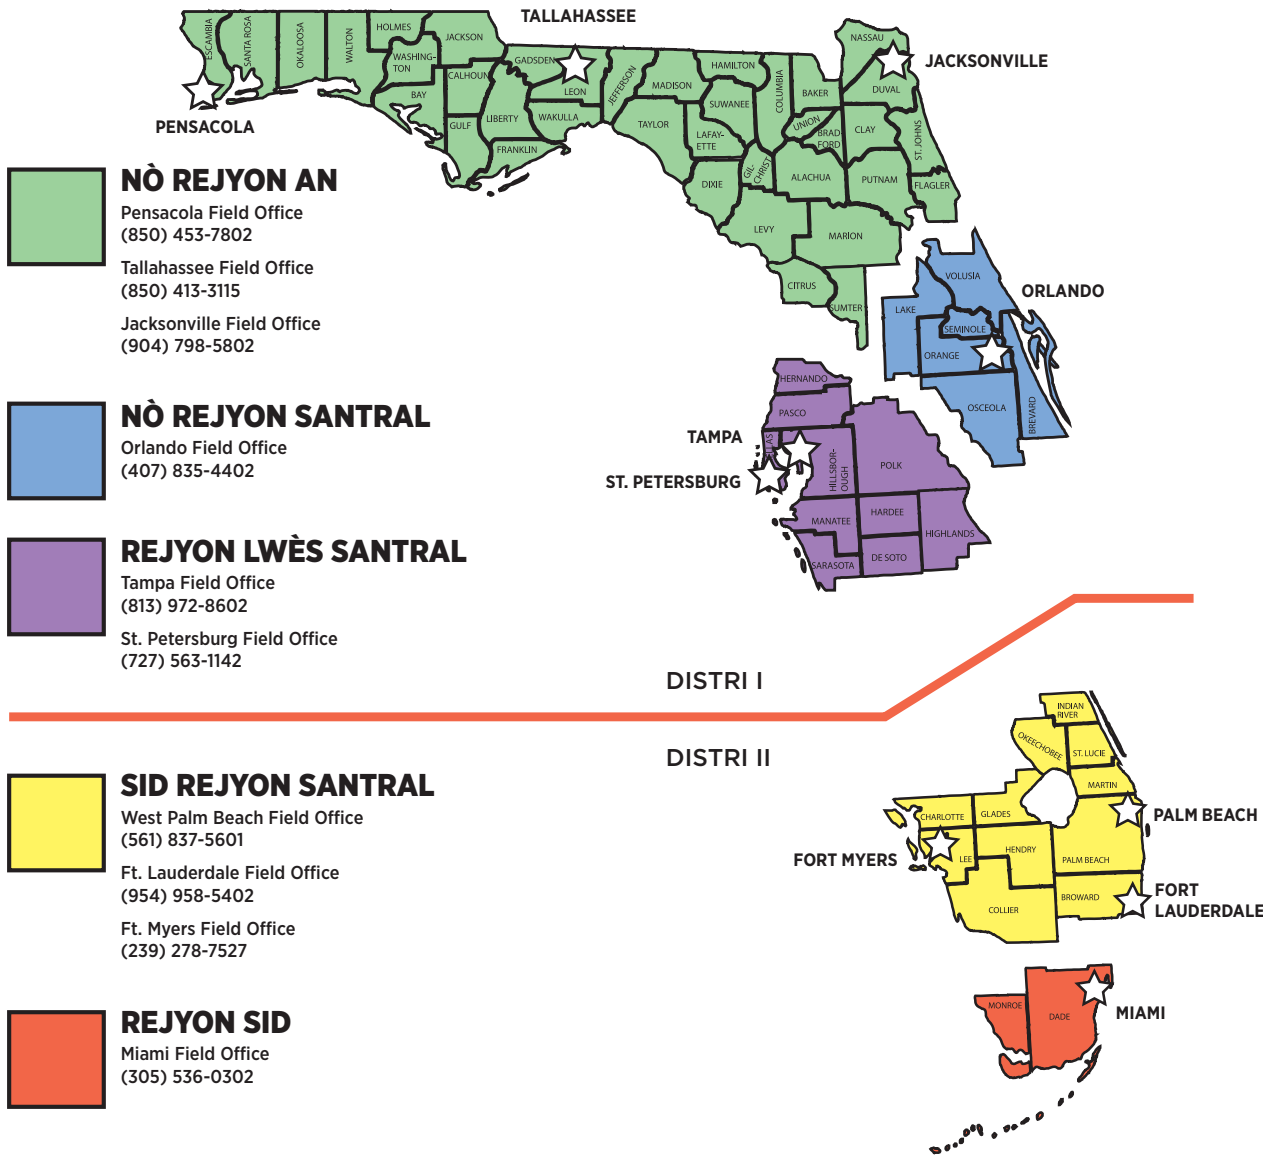 TALLAHASSEE
JACKSONVILLE
PENSACOLA
ESCAMBIA
SANTA ROSA
OKALOOSA
WALTON
HOLMES
JACKSON
WASHING-
TON
BAY
CALHOUN
GULF
LIBERTY
GADSDEN
LEON
WAKULLA
FRANKLIN
JEFFERSON
MADISON
TAYLOR
HAMILTON
SUWANEE
LAFAY-
ETTE
DIXIE
COLUMBIA
GIL-
CHRIST
BAKER
UNION
BRAD
FORD
NASSAU
DUVAL
CLAY
ST. JOHNS
ALACHUA
PUTNAM
FLAGLER
LEVY
MARION
CITRUS
SUMTER
NÒ REJYON AN
Pensacola Field Office
(850) 453-7802
Tallahassee Field Office
(850) 413-3115
Jacksonville Field Office
(904) 798-5802
ORLANDO
VOLUSIA
LAKE
SEMINOLE
ORANGE
OSCEOLA
BREVARD
NÒ REJYON SANTRAL
Orlando Field Office
(407) 835-4402
TAMPA
ST. PETERSBURG
HERNANDO
PASCO
HILLSBOR-
OUGH
POLK
MANATEE
HARDEE
HIGHLANDS
SARASOTA
DE SOTO
REJYON LWÈS SANTRAL
Tampa Field Office
(813) 972-8602
St. Petersburg Field Office
(727) 563-1142
DISTRI I
DISTRI II
SID REJYON SANTRAL
West Palm Beach Field Office
(561) 837-5601
Ft. Lauderdale Field Office
(954) 958-5402
Ft. Myers Field Office
(239) 278-7527
INDIAN
RIVER
OKEECHOBEE
ST. LUCIE
MARTIN
CHARLOTTE
GLADES
PALM BEACH
FORT MYERS
LEE
HENDRY
PALM BEACH
COLLIER
BROWARD
FORT
LAUDERDALE
REJYON SID
Miami Field Office
(305) 536-0302
MONROE
DADE
MIAMI